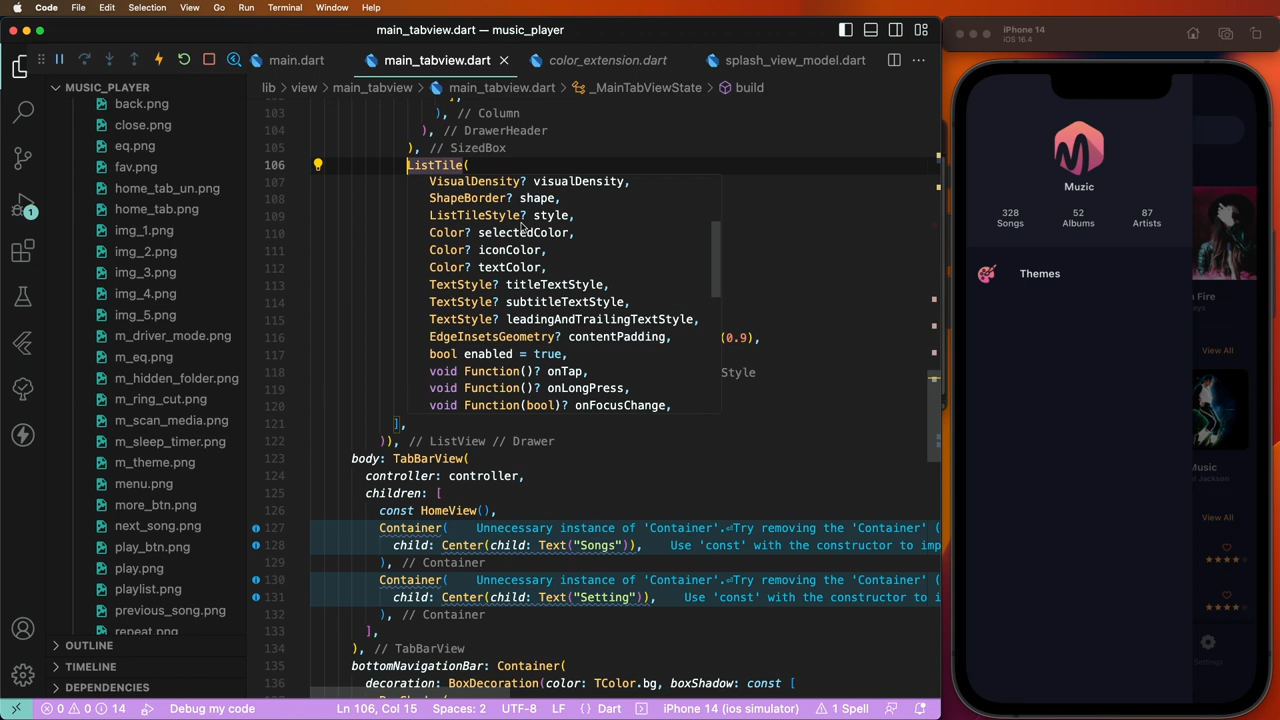 Code File Edit Selection View Go Run Terminal Window Help
main_tabview.dart — music_player
main.dart
main_tabview.dart
color_extension.dart
splash_view_model.dart
MUSIC_PLAYER
back.png
close.png
eq.png
fav.png
home_tab_un.png
home_tab.png
img_1.png
img_2.png
img_3.png
img_4.png
img_5.png
m_driver_mode.png
m_eq.png
m_hidden_folder.png
m_ring_cut.png
m_scan_media.png
m_sleep_timer.png
m_theme.png
menu.png
more_btn.png
next_song.png
play_btn.png
play.png
playlist.png
previous_song.png
repeat.png
OUTLINE
TIMELINE
DEPENDENCIES
1
lib > view > main_tabview > main_tabview.dart > _MainTabViewState > build
103 ), // Column
104 ), // DrawerHeader
105 ), // SizedBox
106 ListTile(
107
108
109
110
111
112
113
114
115
116 (0.9),
117
118 Style
119
120
VisualDensity? visualDensity,
ShapeBorder? shape,
ListTileStyle? style,
Color? selectedColor,
Color? iconColor,
Color? textColor,
TextStyle? titleTextStyle,
TextStyle? subtitleTextStyle,
TextStyle? leadingAndTrailingTextStyle,
EdgeInsetsGeometry? contentPadding,
bool enabled = true,
void Function()? onTap,
void Function()? onLongPress,
void Function(bool)? onFocusChange,
121 ],
122 )), // ListView // Drawer
123 body: TabBarView(
124 controller: controller,
125 children: [
126 const HomeView(),
127 Container( Unnecessary instance of 'Container'.⏎Try removing the 'Container' (
128 child: Center(child: Text("Songs")), Use 'const' with the constructor to imp
129 ), // Container
130 Container( Unnecessary instance of 'Container'.⏎Try removing the 'Container' (
131 child: Center(child: Text("Setting")), Use 'const' with the constructor to i
132 ), // Container
133 ],
134 ), // TabBarView
135 bottomNavigationBar: Container(
136 decoration: BoxDecoration(color: TColor.bg, boxShadow: const [
0 0 14 Debug my code Ln 106, Col 15 Spaces: 2 UTF-8 LF {} Dart iPhone 14 (ios simulator) 1 Spell
iPhone 14
iOS 16.4
Muzic
328
Songs
52
Albums
87
Artists
Themes
Fire
View All
Music
View All
Settings